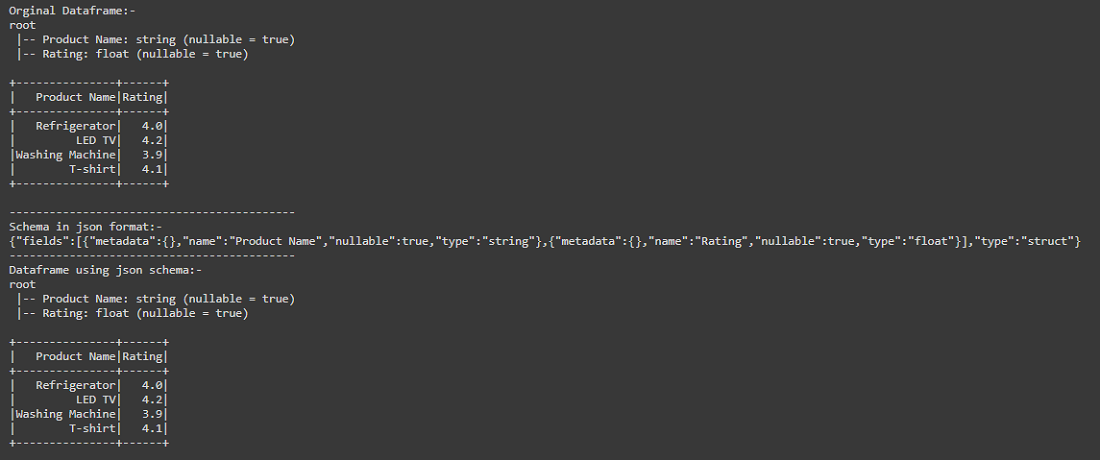 Orginal Dataframe:-
root
 |-- Product Name: string (nullable = true)
 |-- Rating: float (nullable = true)

+---------------+------+
|   Product Name|Rating|
+---------------+------+
|   Refrigerator|   4.0|
|         LED TV|   4.2|
|Washing Machine|   3.9|
|        T-shirt|   4.1|
+---------------+------+

-------------------------------------------
Schema in json format:-
{"fields":[{"metadata":{},"name":"Product Name","nullable":true,"type":"string"},{"metadata":{},"name":"Rating","nullable":true,"type":"float"}],"type":"struct"}
-------------------------------------------
Dataframe using json schema:-
root
 |-- Product Name: string (nullable = true)
 |-- Rating: float (nullable = true)

+---------------+------+
|   Product Name|Rating|
+---------------+------+
|   Refrigerator|   4.0|
|         LED TV|   4.2|
|Washing Machine|   3.9|
|        T-shirt|   4.1|
+---------------+------+